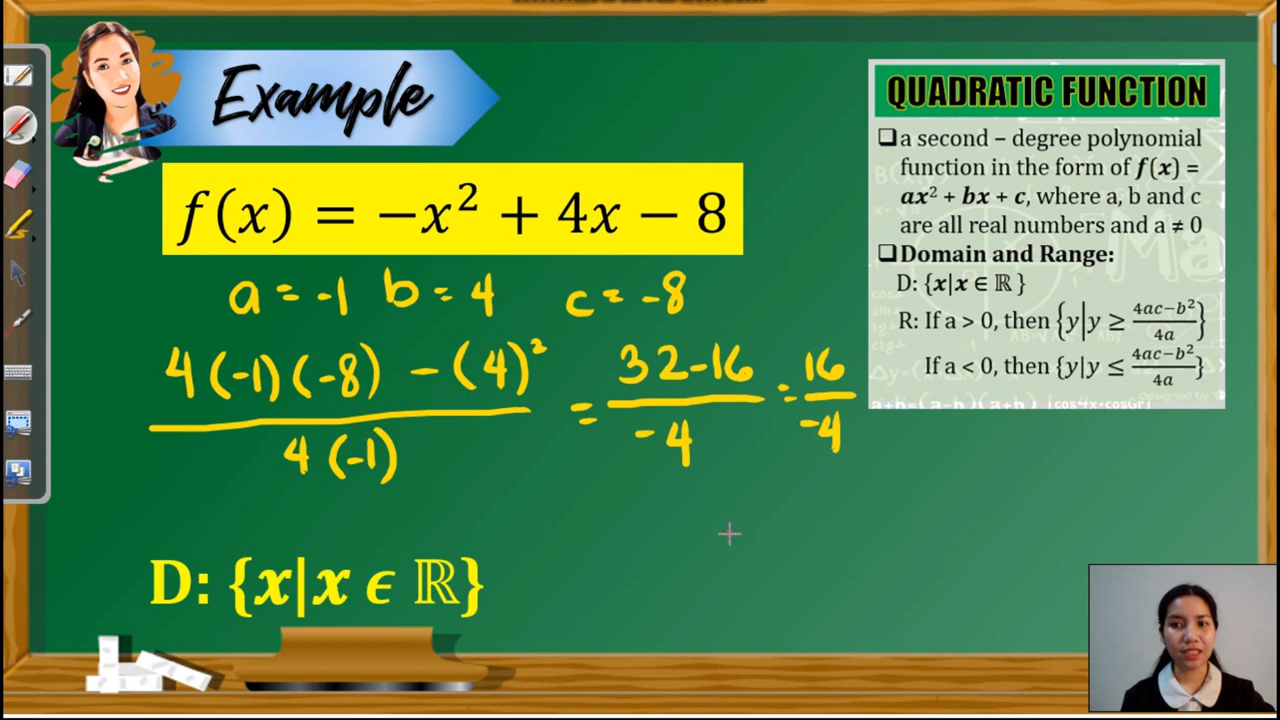 Example
f(x) = −x² + 4x − 8
a = -1 b = 4 c = -8
4(-1)(-8) - (4)² / 4(-1) = 32-16 / -4 = 16 / -4
D: {x|x ϵ ℝ}
QUADRATIC FUNCTION
❑a second – degree polynomial
function in the form of f(x) =
ax² + bx + c, where a, b and c
are all real numbers and a ≠ 0
❑Domain and Range:
D: {x|x ∈ ℝ }
R: If a > 0, then {y|y ≥ 4ac−b² / 4a}
If a < 0, then {y|y ≤ 4ac−b² / 4a}